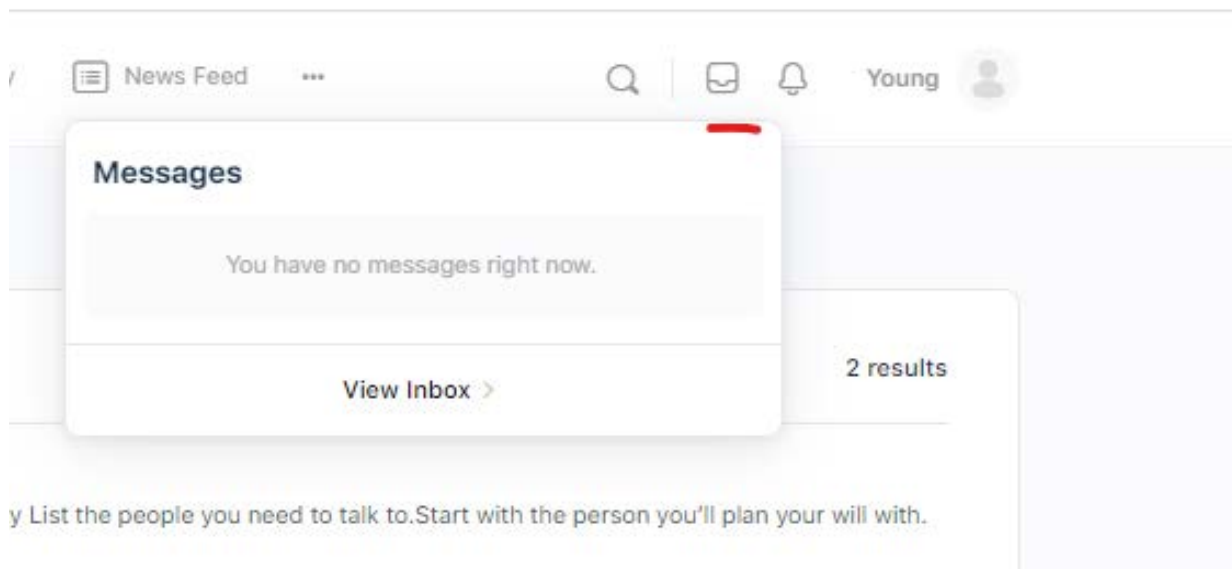 News Feed ... Young
Messages
You have no messages right now.
2 results
View Inbox >
y List the people you need to talk to.Start with the person you'll plan your will with.